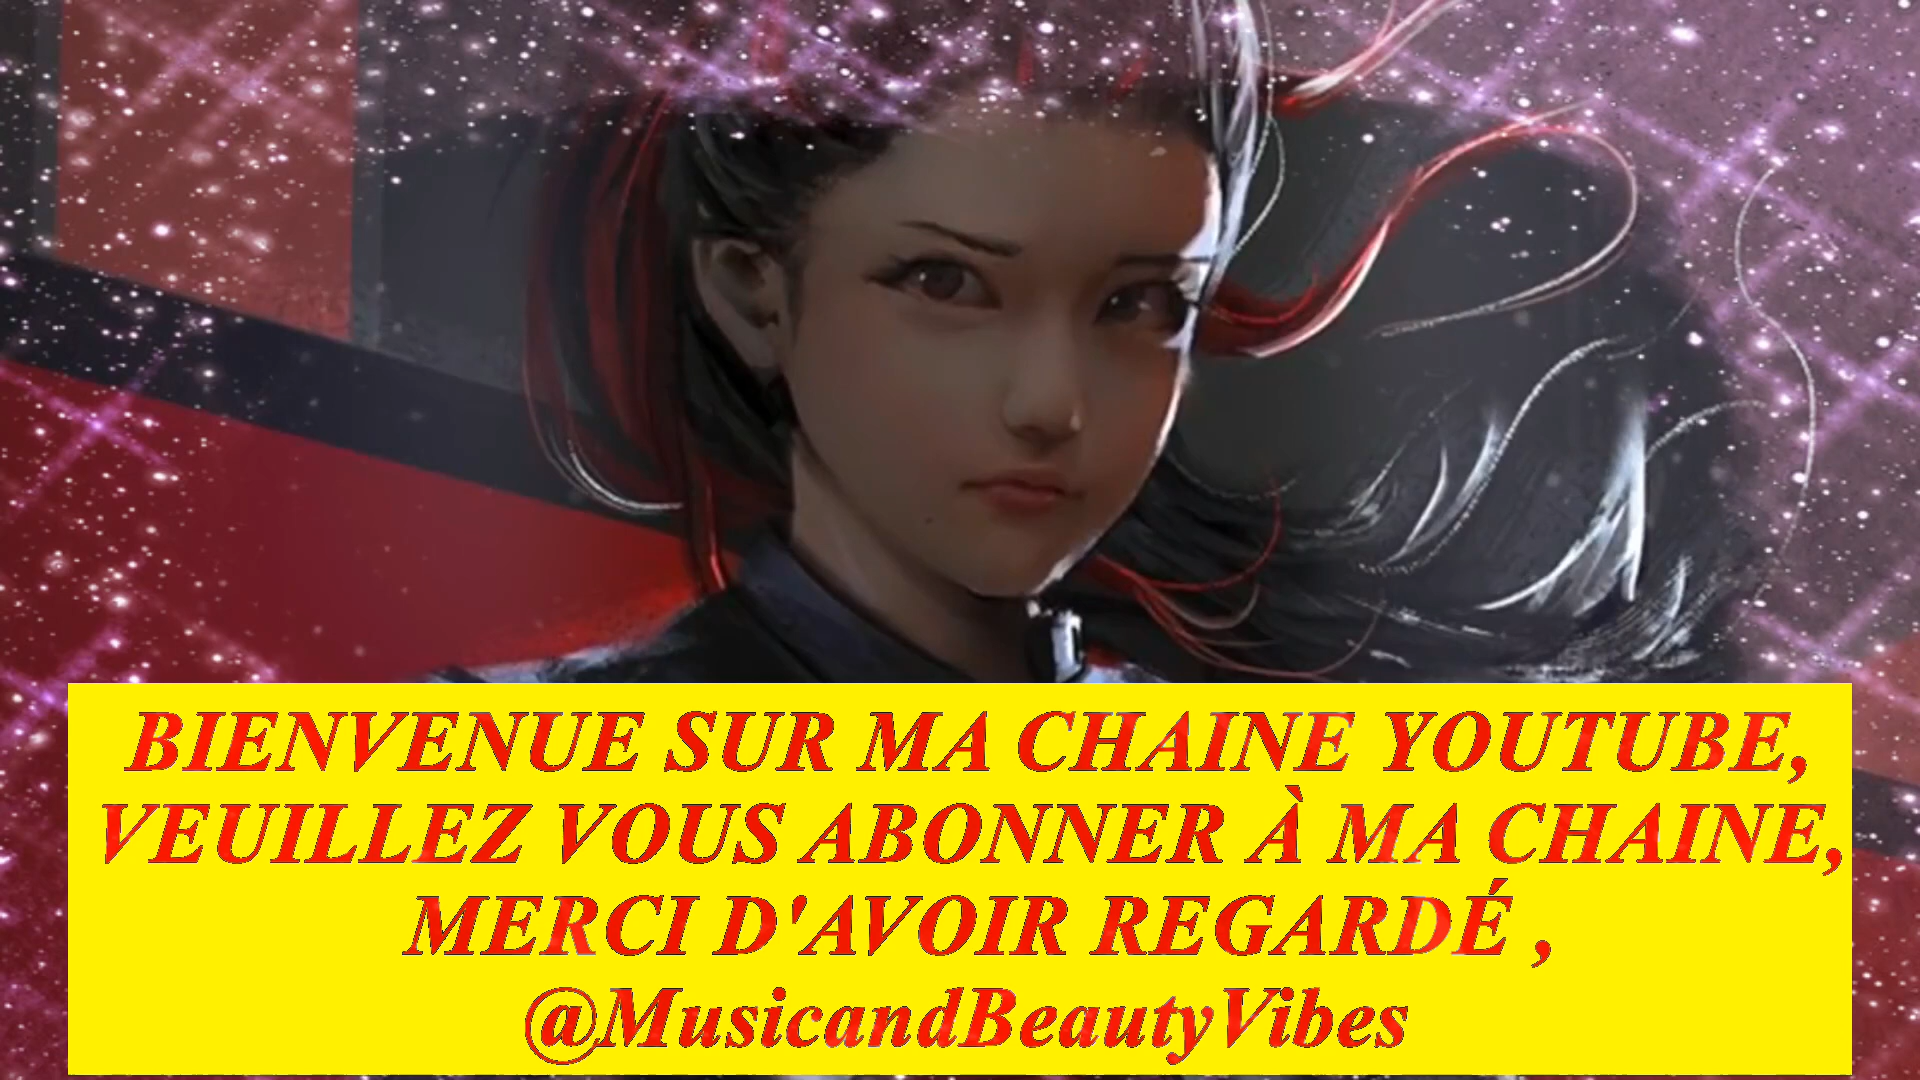 BIENVENUE SUR MA CHAINE YOUTUBE,
VEUILLEZ VOUS ABONNER À MA CHAINE,
MERCI D'AVOIR REGARDÉ ,
@MusicandBeautyVibes